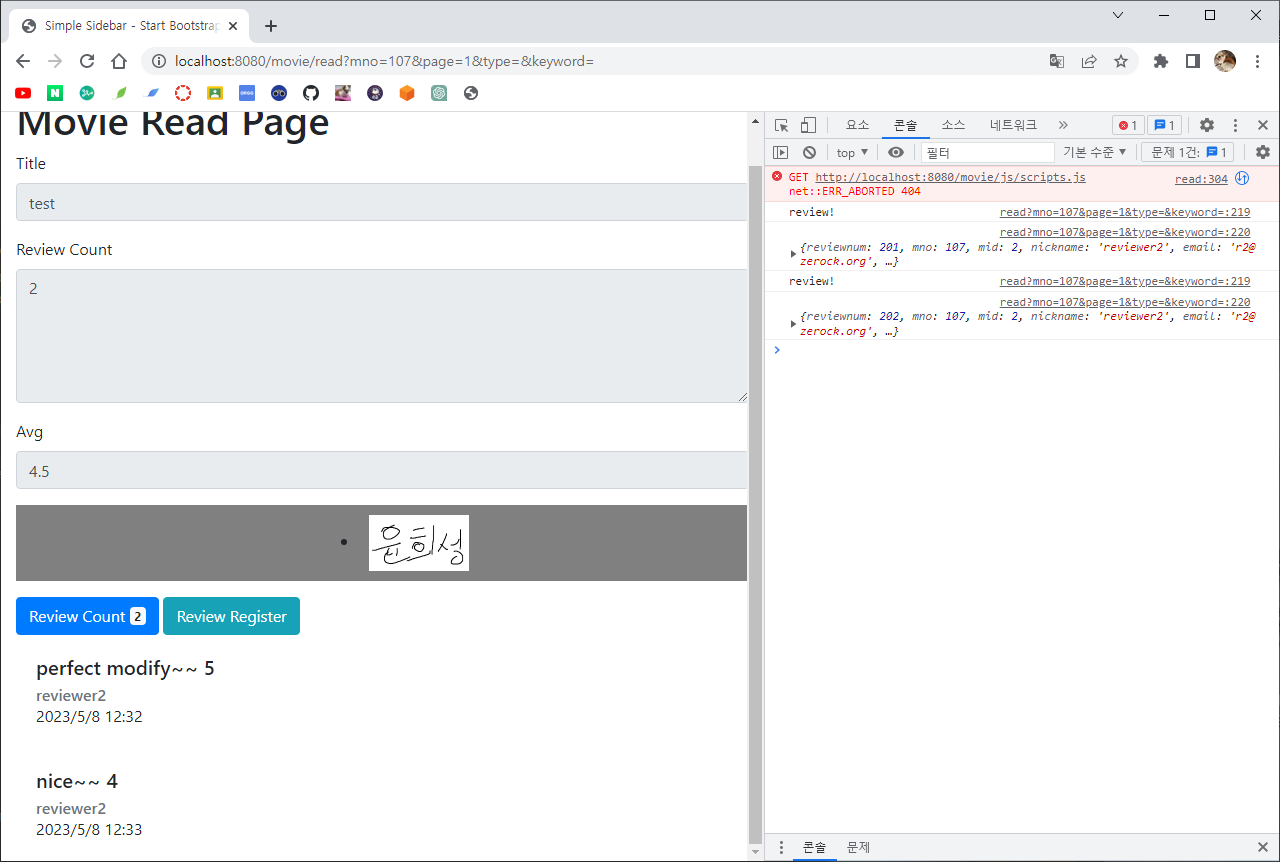 Simple Sidebar - Start Bootstrap
localhost:8080/movie/read?mno=107&page=1&type=&keyword=
Movie Read Page
Title
test
Review Count
2
Avg
4.5
윤희성
Review Count 2
Review Register
perfect modify~~ 5
reviewer2
2023/5/8 12:32
nice~~ 4
reviewer2
2023/5/8 12:33
요소 콘솔 소스 네트워크 » 1 1
top ▼ 필터 기본 수준 ▼ 문제 1건: 1
GET http://localhost:8080/movie/js/scripts.js read:304
net::ERR_ABORTED 404
review! read?mno=107&page=1&type=&keyword=:219
read?mno=107&page=1&type=&keyword=:220
{reviewnum: 201, mno: 107, mid: 2, nickname: 'reviewer2', email: 'r2@
zerock.org', …}
review! read?mno=107&page=1&type=&keyword=:219
read?mno=107&page=1&type=&keyword=:220
{reviewnum: 202, mno: 107, mid: 2, nickname: 'reviewer2', email: 'r2@
zerock.org', …}
콘솔 문제